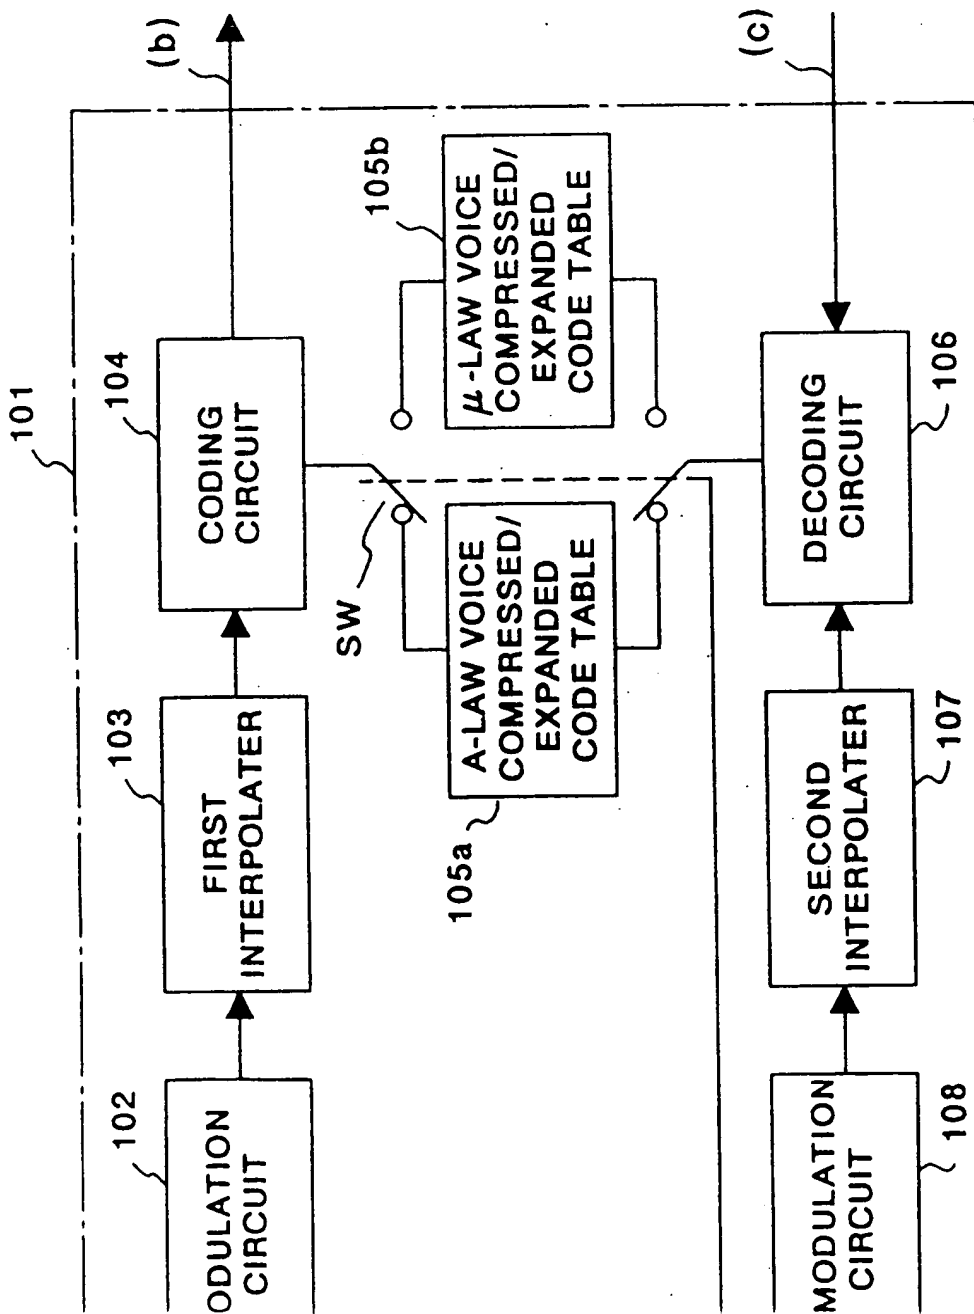 101
102
ODULATION
CIRCUIT
103
FIRST
INTERPOLATER
104
CODING
CIRCUIT
(b)
SW
105a
A-LAW VOICE
COMPRESSED/
EXPANDED
CODE TABLE
105b
μ-LAW VOICE
COMPRESSED/
EXPANDED
CODE TABLE
MODULATION
CIRCUIT
108
SECOND
INTERPOLATER
107
DECODING
CIRCUIT
106
(c)